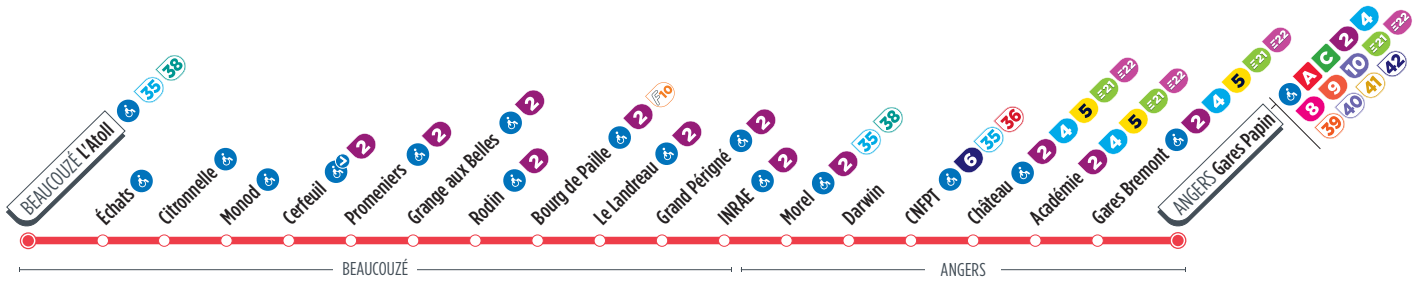 BEAUCOUZÉ L'Atoll 35 38
Échats
Citronnelle
Monod
Cerfeuil 2
Promeniers 2
Grange aux Belles 2
Rodin 2
Bourg de Paille 2 F10
Le Landreau 2
Grand Périgné 2
INRAE 2
Morel 2 35 38
Darwin
CNFPT 6 35 36
Château 2 4 5 21 22
Académie 2 4 5 21 22
Gares Bremont 2 4 5 21 22
ANGERS Gares Papin
A C 2 4
8 9 10 21 22
39 40 41 42
BEAUCOUZÉ
ANGERS